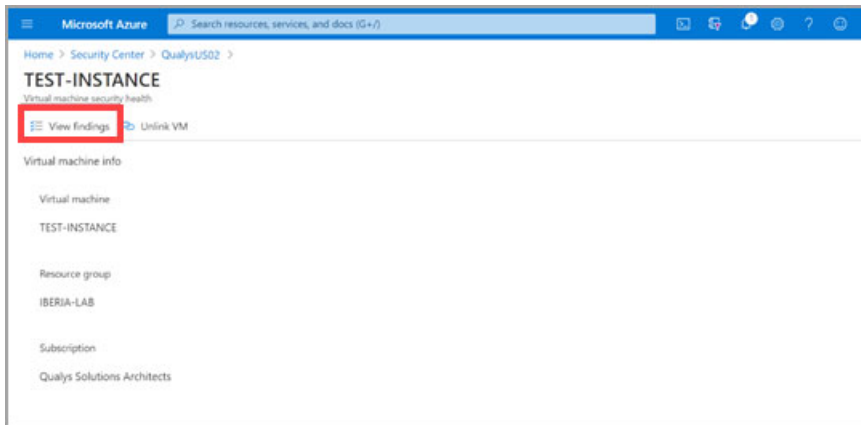 Microsoft Azure
Search resources, services, and docs (G+/)
1
Home > Security Center > QualysUS02 >
TEST-INSTANCE
Virtual machine security health
View findings
Unlink VM
Virtual machine info
Virtual machine
TEST-INSTANCE
Resource group
IBERIA-LAB
Subscription
Qualys Solutions Architects